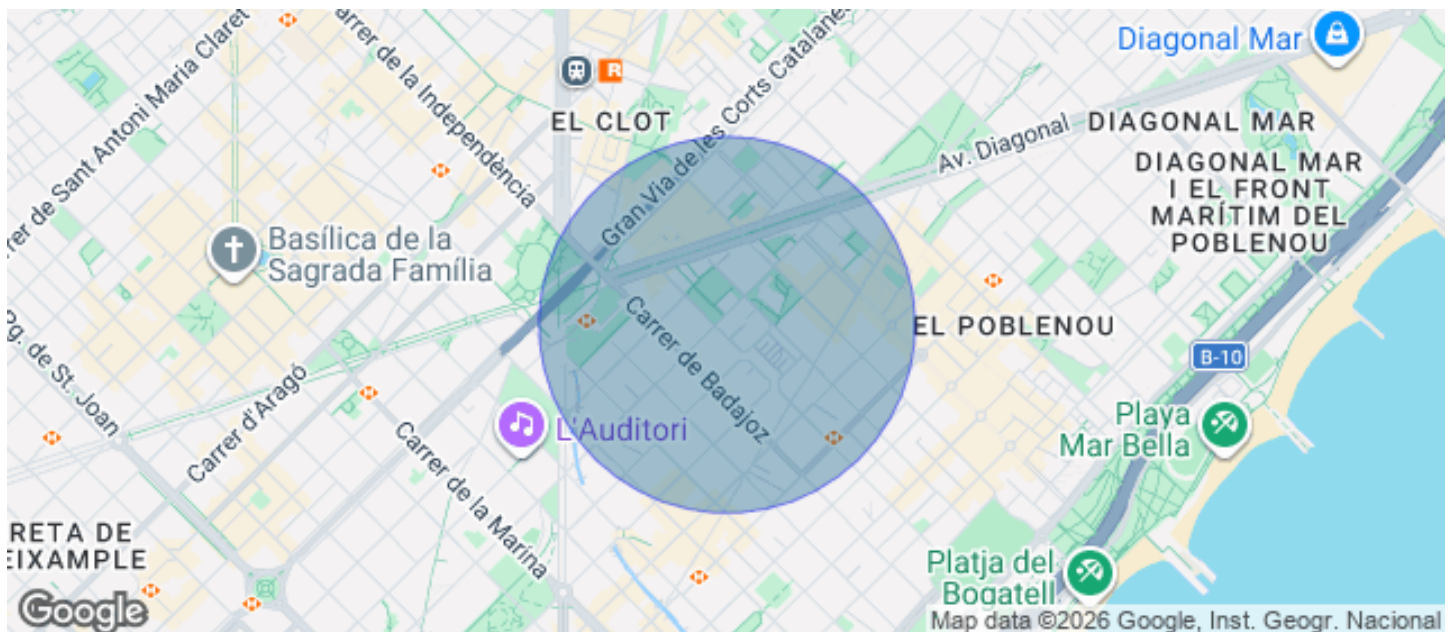 Carrer de Sant Antoni Maria Claret
Carrer de la Independència
Gran Via de les Corts Catalanes
R
EL CLOT
Diagonal Mar
Av. Diagonal
DIAGONAL MAR
DIAGONAL MAR
I EL FRONT
MARÍTIM DEL
POBLENOU
Basílica de la
Sagrada Família
Pg. de St. Joan
Carrer d'Aragó
Carrer de Badajoz
EL POBLENOU
B-10
L'Auditori
Carrer de la Marina
Playa
Mar Bella
RETA DE
EIXAMPLE
Platja del
Bogatell
Google
Map data ©2026 Google, Inst. Geogr. Nacional